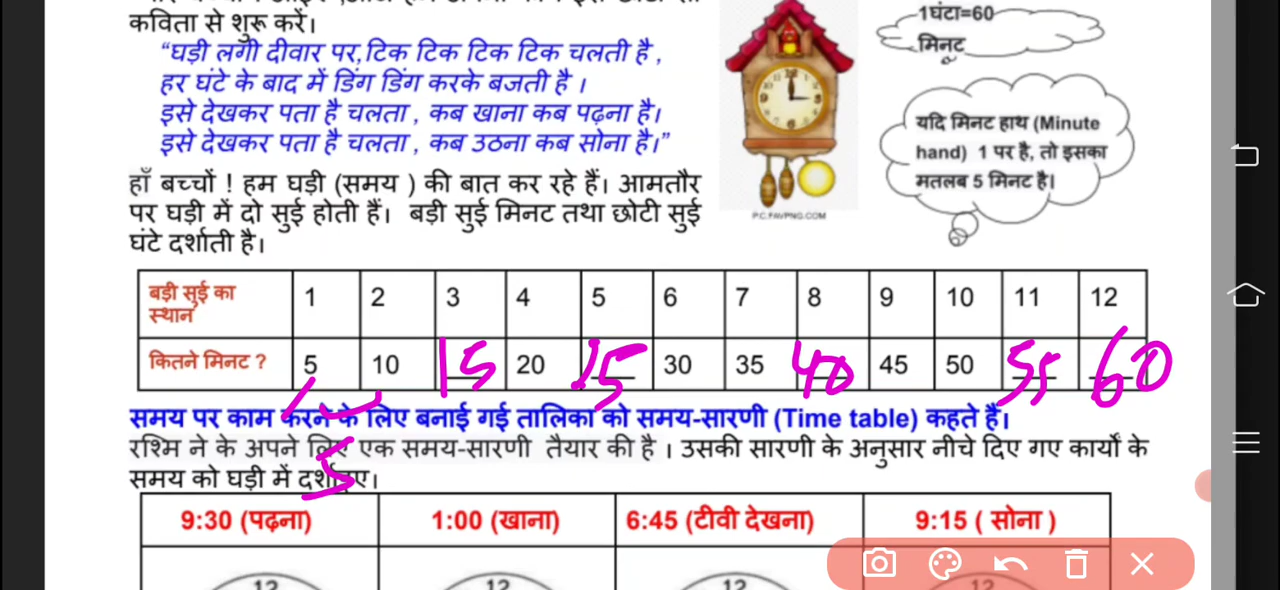 कविता से शुरू करें।
“घड़ी लगी दीवार पर,टिक टिक टिक टिक चलती है ,
हर घंटे के बाद में डिंग डिंग करके बजती है ।
इसे देखकर पता है चलता , कब खाना कब पढ़ना है।
इसे देखकर पता है चलता , कब उठना कब सोना है।”
हाँ बच्चों ! हम घड़ी (समय ) की बात कर रहे हैं। आमतौर
पर घड़ी में दो सुई होती हैं। बड़ी सुई मिनट तथा छोटी सुई
घंटे दर्शाती है।
P.C.FAVPNG.COM
1घंटा=60
मिनट
यदि मिनट हाथ (Minute
hand) 1 पर है, तो इसका
मतलब 5 मिनट है।
बड़ी सुई का
स्थान
1 2 3 4 5 6 7 8 9 10 11 12
कितने मिनट ? 5 10 15 20 15 30 35 40 45 50 55 60
5
समय पर काम करने के लिए बनाई गई तालिका को समय-सारणी (Time table) कहते हैं।
रश्मि ने के अपने लिए एक समय-सारणी तैयार की है । उसकी सारणी के अनुसार नीचे दिए गए कार्यों के
समय को घड़ी में दर्शाइए।
9:30 (पढ़ना) 1:00 (खाना) 6:45 (टीवी देखना) 9:15 ( सोना )
12 12 12 12